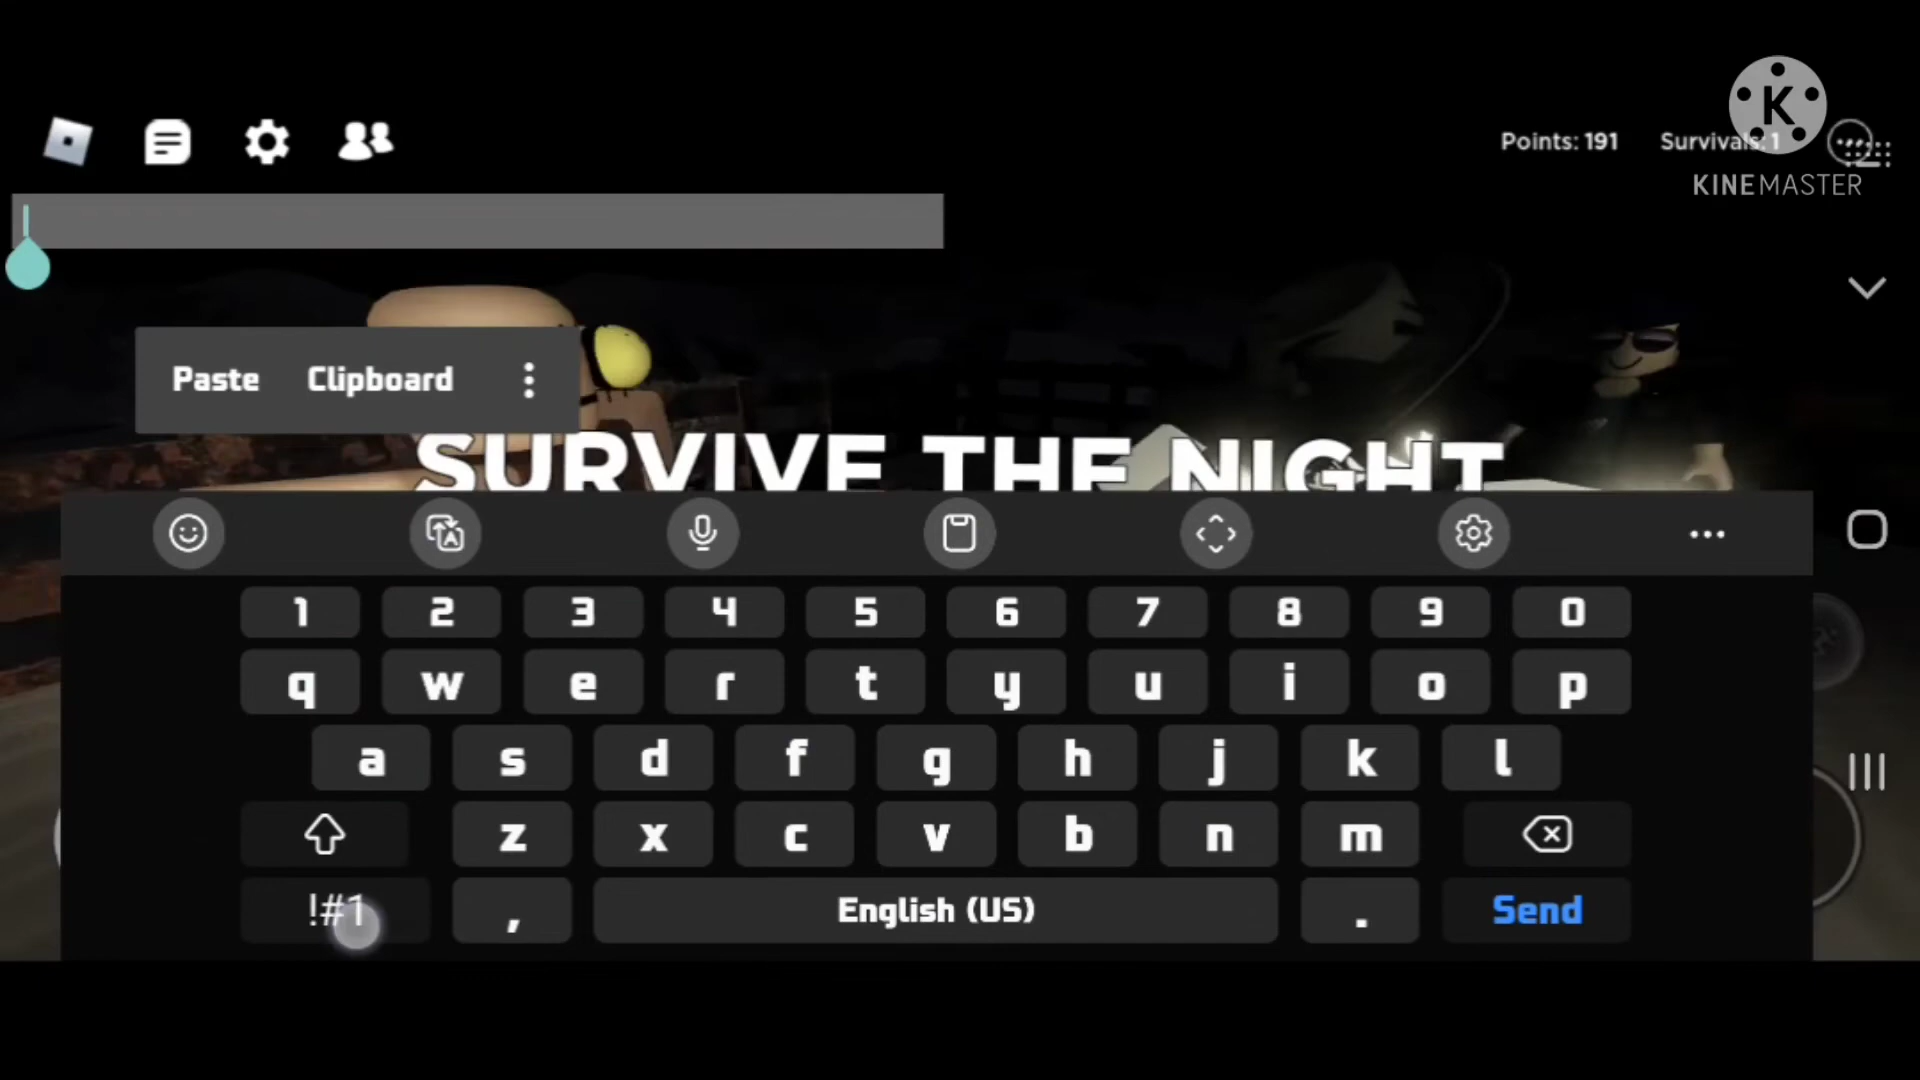 K
KINEMASTER
Points: 191 Survivals: 1
Paste Clipboard
SURVIVE THE NIGHT
1 2 3 4 5 6 7 8 9 0
q w e r t y u i o p
a s d f g h j k l
z x c v b n m
!#1 , English (US) . Send